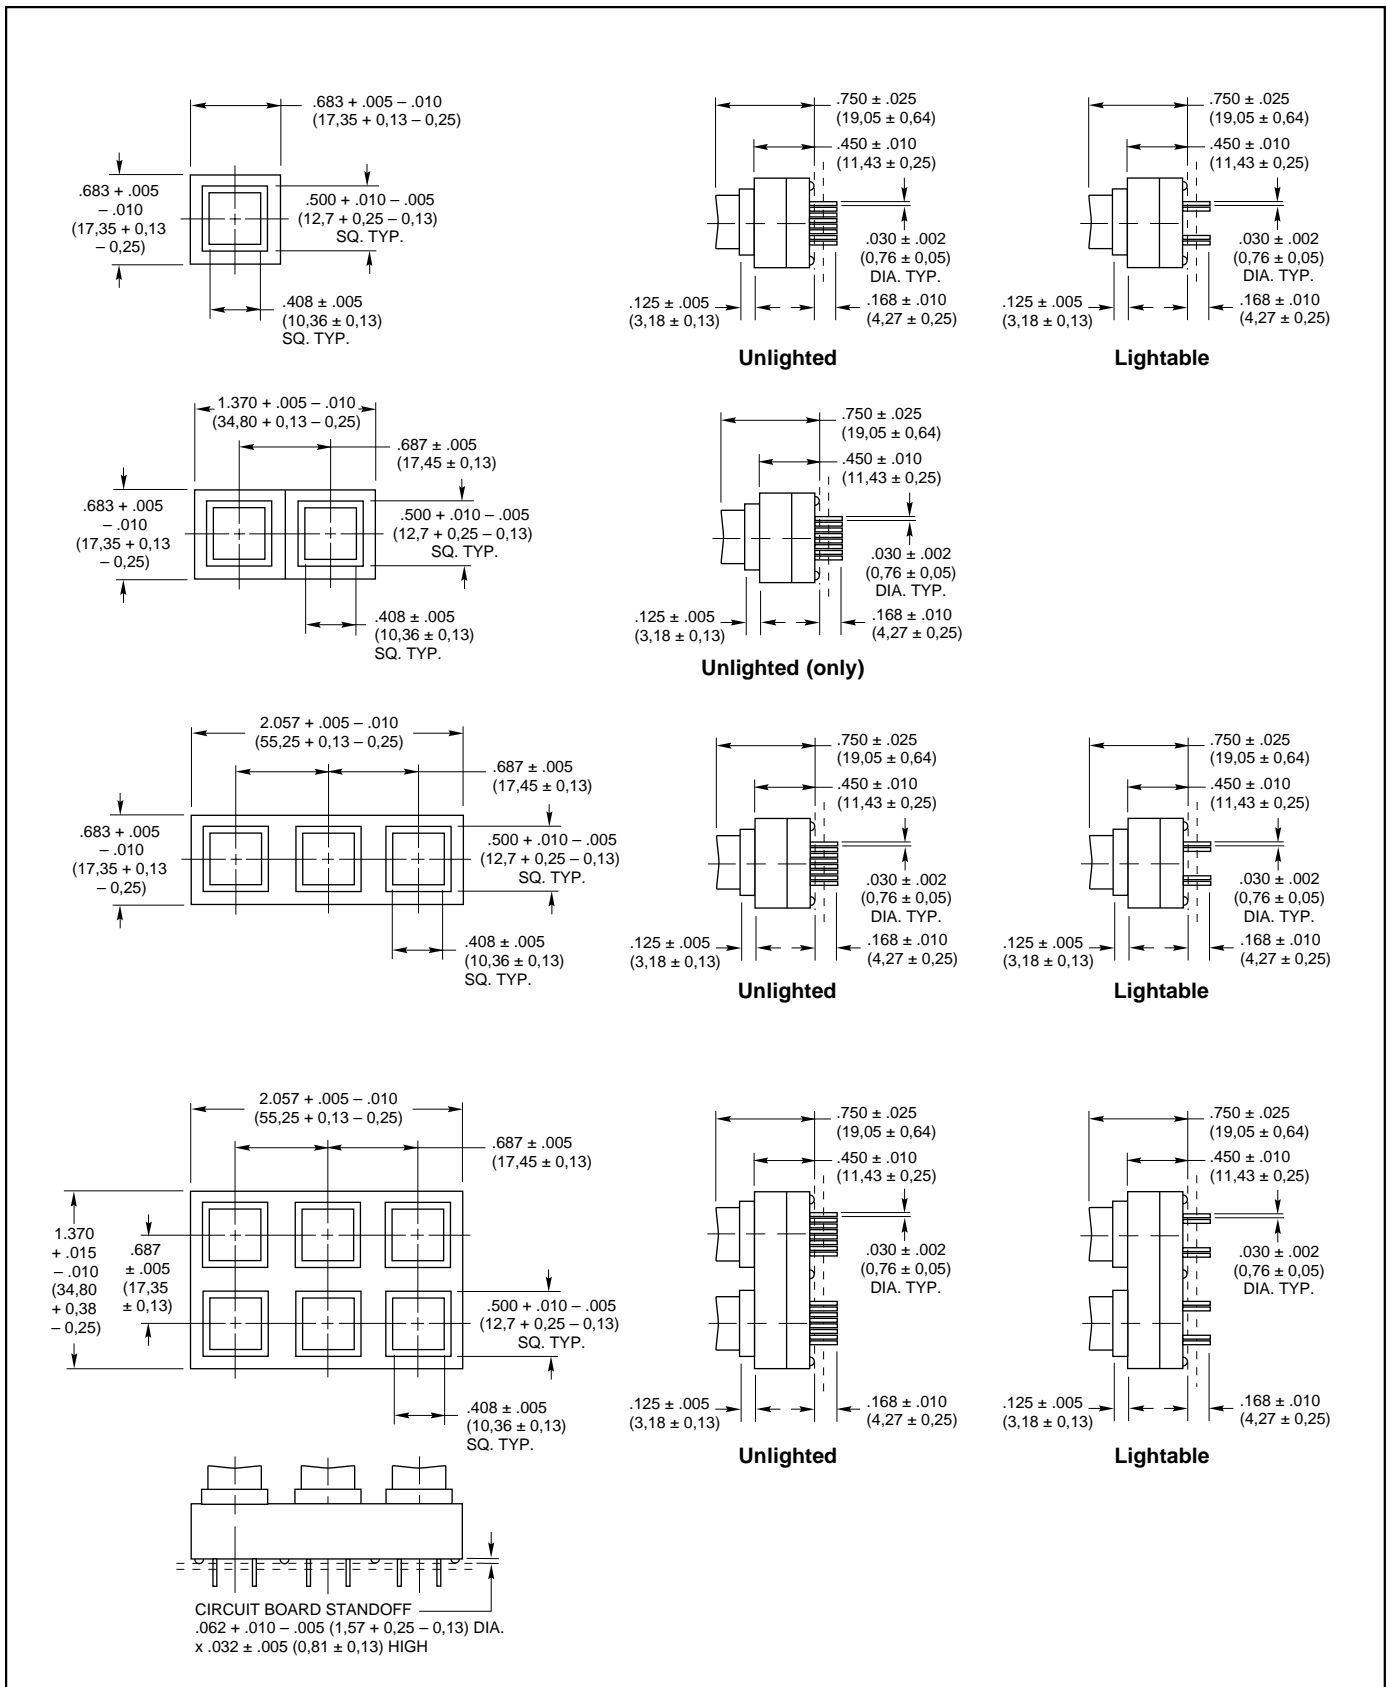 .683 + .005 – .010
(17,35 + 0,13 – 0,25)
.683 + .005
– .010
(17,35 + 0,13
– 0,25)
.500 + .010 – .005
(12,7 + 0,25 – 0,13)
SQ. TYP.
.408 ± .005
(10,36 ± 0,13)
SQ. TYP.
.750 ± .025
(19,05 ± 0,64)
.450 ± .010
(11,43 ± 0,25)
.030 ± .002
(0,76 ± 0,05)
DIA. TYP.
.125 ± .005
(3,18 ± 0,13)
.168 ± .010
(4,27 ± 0,25)
Unlighted
.750 ± .025
(19,05 ± 0,64)
.450 ± .010
(11,43 ± 0,25)
.030 ± .002
(0,76 ± 0,05)
DIA. TYP.
.125 ± .005
(3,18 ± 0,13)
.168 ± .010
(4,27 ± 0,25)
Lightable
1.370 + .005 – .010
(34,80 + 0,13 – 0,25)
.687 ± .005
(17,45 ± 0,13)
.683 + .005
– .010
(17,35 + 0,13
– 0,25)
.500 + .010 – .005
(12,7 + 0,25 – 0,13)
SQ. TYP.
.408 ± .005
(10,36 ± 0,13)
SQ. TYP.
.750 ± .025
(19,05 ± 0,64)
.450 ± .010
(11,43 ± 0,25)
.030 ± .002
(0,76 ± 0,05)
DIA. TYP.
.125 ± .005
(3,18 ± 0,13)
.168 ± .010
(4,27 ± 0,25)
Unlighted (only)
2.057 + .005 – .010
(55,25 + 0,13 – 0,25)
.687 ± .005
(17,45 ± 0,13)
.683 + .005
– .010
(17,35 + 0,13
– 0,25)
.500 + .010 – .005
(12,7 + 0,25 – 0,13)
SQ. TYP.
.408 ± .005
(10,36 ± 0,13)
SQ. TYP.
.750 ± .025
(19,05 ± 0,64)
.450 ± .010
(11,43 ± 0,25)
.030 ± .002
(0,76 ± 0,05)
DIA. TYP.
.125 ± .005
(3,18 ± 0,13)
.168 ± .010
(4,27 ± 0,25)
Unlighted
.750 ± .025
(19,05 ± 0,64)
.450 ± .010
(11,43 ± 0,25)
.030 ± .002
(0,76 ± 0,05)
DIA. TYP.
.125 ± .005
(3,18 ± 0,13)
.168 ± .010
(4,27 ± 0,25)
Lightable
2.057 + .005 – .010
(55,25 + 0,13 – 0,25)
.687 ± .005
(17,45 ± 0,13)
1.370
+ .015
– .010
(34,80
+ 0,38
– 0,25)
.687
± .005
(17,35
± 0,13)
.500 + .010 – .005
(12,7 + 0,25 – 0,13)
SQ. TYP.
.408 ± .005
(10,36 ± 0,13)
SQ. TYP.
.750 ± .025
(19,05 ± 0,64)
.450 ± .010
(11,43 ± 0,25)
.030 ± .002
(0,76 ± 0,05)
DIA. TYP.
.125 ± .005
(3,18 ± 0,13)
.168 ± .010
(4,27 ± 0,25)
Unlighted
.750 ± .025
(19,05 ± 0,64)
.450 ± .010
(11,43 ± 0,25)
.030 ± .002
(0,76 ± 0,05)
DIA. TYP.
.125 ± .005
(3,18 ± 0,13)
.168 ± .010
(4,27 ± 0,25)
Lightable
CIRCUIT BOARD STANDOFF
.062 + .010 – .005 (1,57 + 0,25 – 0,13) DIA.
x .032 ± .005 (0,81 ± 0,13) HIGH